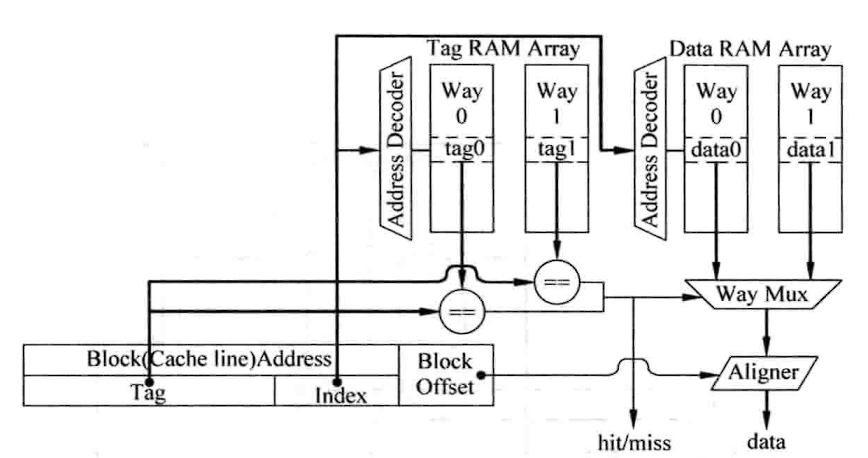 Tag RAM Array
Data RAM Array
Address Decoder
Way
0
tag0
Way
1
tag1
Address Decoder
Way
0
data0
Way
1
data1
==
==
Way Mux
Block(Cache line)Address
Tag
Index
Block
Offset
Aligner
hit/miss
data